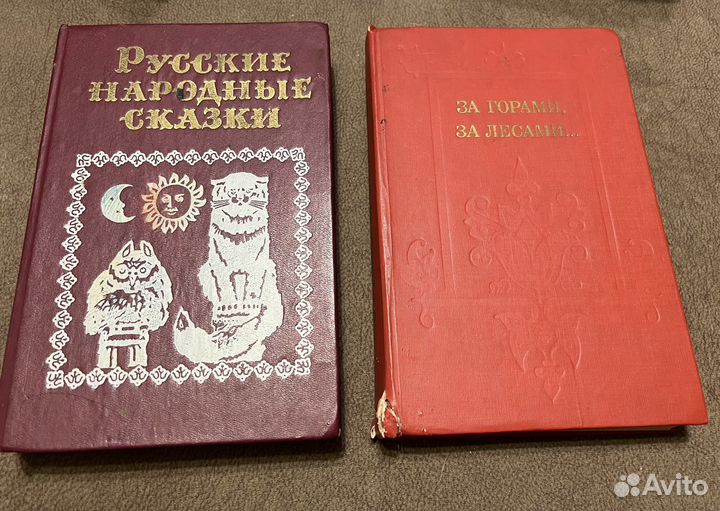 Русские
народные
сказки
ЗА ГОРАМИ,
ЗА ЛЕСАМИ...
Avito